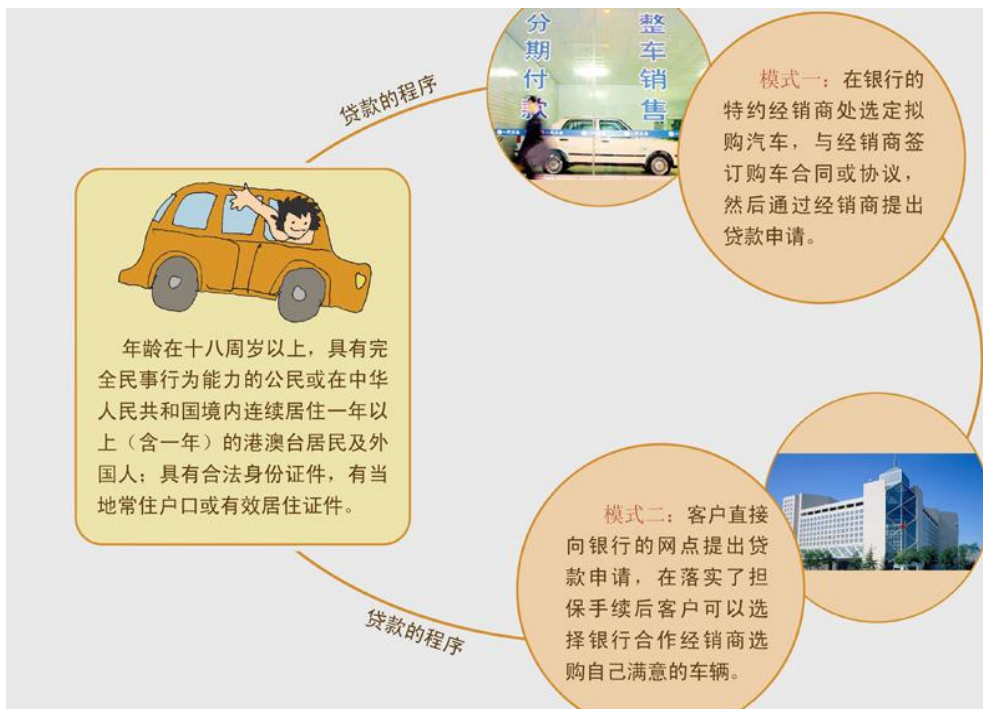 分期付款
整车销售
贷款的程序
模式一：在银行的
特约经销商处选定拟
购汽车，与经销商签
订购车合同或协议，
然后通过经销商提出
贷款申请。
年龄在十八周岁以上，具有完
全民事行为能力的公民或在中华
人民共和国境内连续居住一年以
上（含一年）的港澳台居民及外
国人；具有合法身份证件，有当
地常住户口或有效居住证件。
模式二：客户直接
向银行的网点提出贷
款申请，在落实了担
保手续后客户可以选
择银行合作经销商选
购自己满意的车辆。
贷款的程序